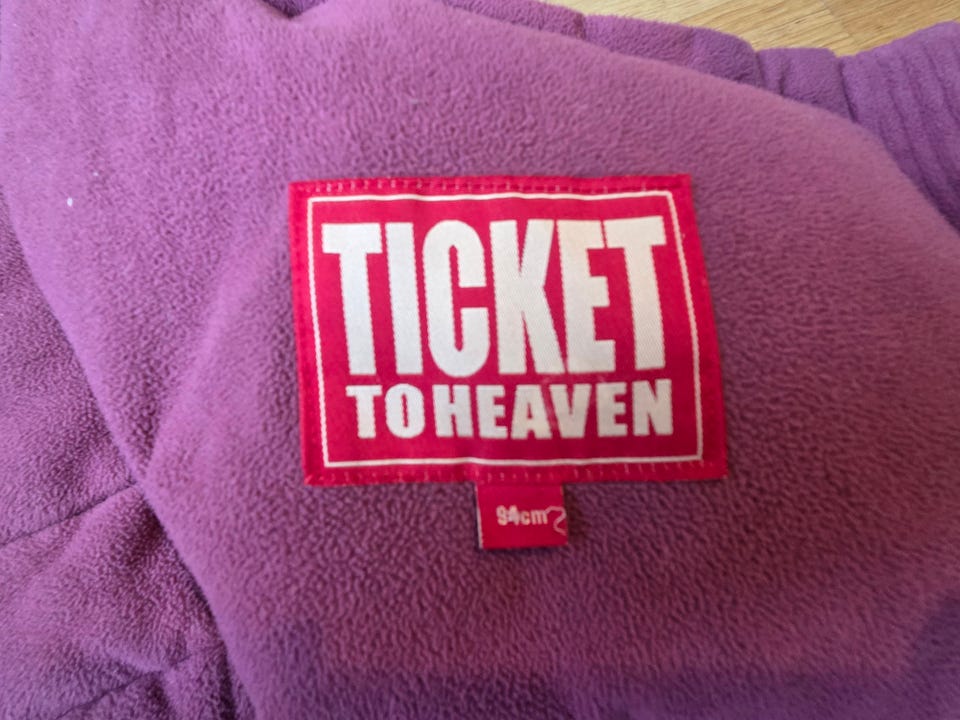 TICKET
TO HEAVEN
94cm